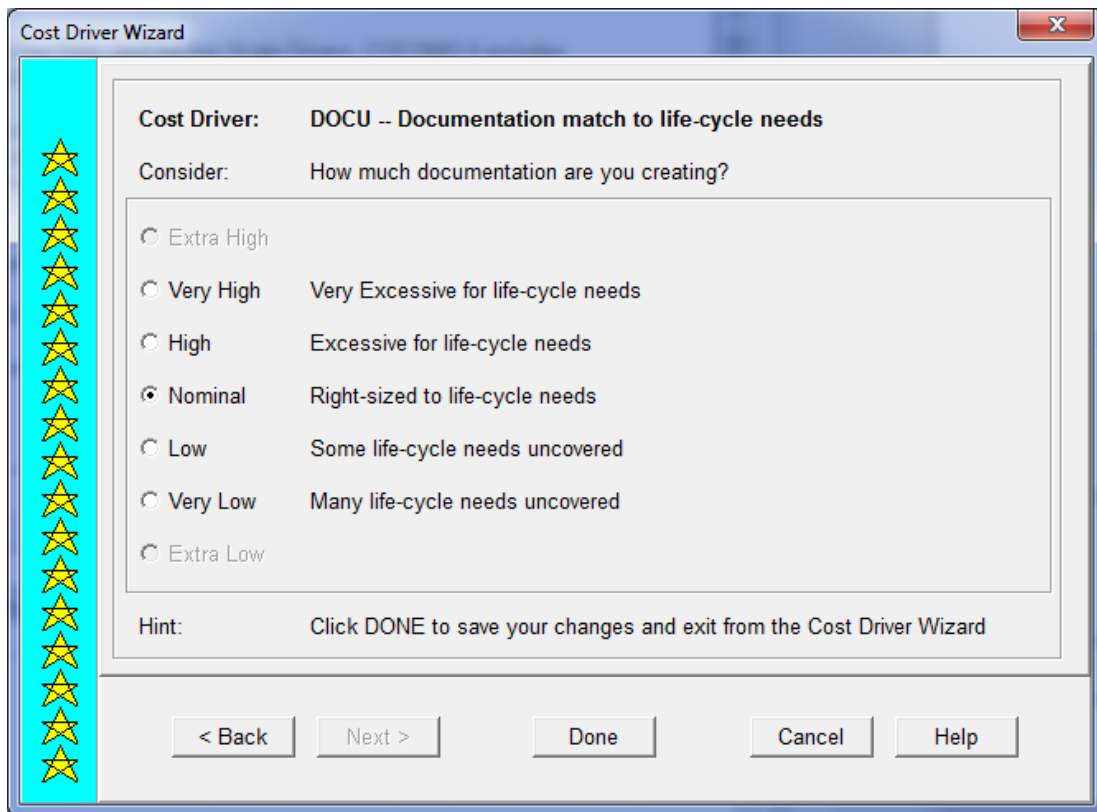 Cost Driver Wizard
Cost Driver: DOCU -- Documentation match to life-cycle needs
Consider: How much documentation are you creating?
Extra High
Very High Very Excessive for life-cycle needs
High Excessive for life-cycle needs
Nominal Right-sized to life-cycle needs
Low Some life-cycle needs uncovered
Very Low Many life-cycle needs uncovered
Extra Low
Hint: Click DONE to save your changes and exit from the Cost Driver Wizard
< Back Next > Done Cancel Help